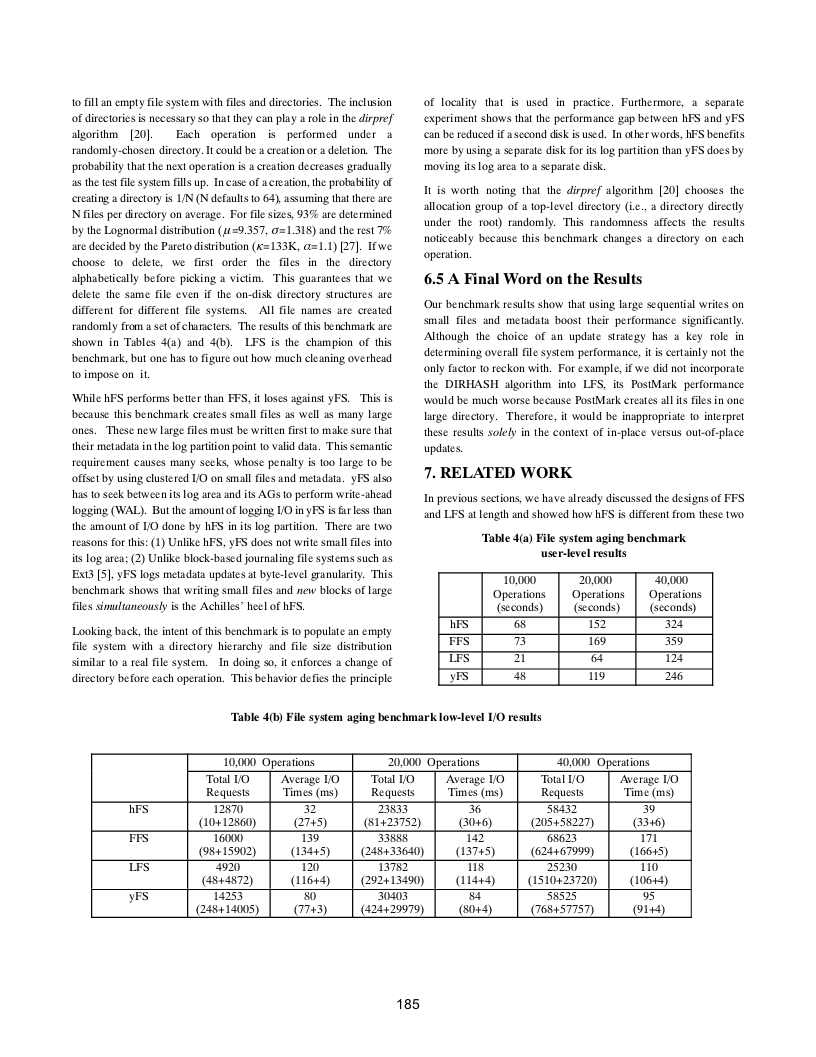 to fill an empty file system with files and directories. The inclusion
of directories is necessary so that they can play a role in the dirpref
algorithm [20]. Each operation is performed under a
randomly-chosen directory. It could be a creation or a deletion. The
probability that the next operation is a creation decreases gradually
as the test file system fills up. In case of a creation, the probability of
creating a directory is 1/N (N defaults to 64), assuming that there are
N files per directory on average. For file sizes, 93% are determined
by the Lognormal distribution (μ=9.357, σ=1.318) and the rest 7%
are decided by the Pareto distribution (κ=133K, α=1.1) [27]. If we
choose to delete, we first order the files in the directory
alphabetically before picking a victim. This guarantees that we
delete the same file even if the on-disk directory structures are
different for different file systems. All file names are created
randomly from a set of characters. The results of this benchmark are
shown in Tables 4(a) and 4(b). LFS is the champion of this
benchmark, but one has to figure out how much cleaning overhead
to impose on it.
While hFS performs better than FFS, it loses against yFS. This is
because this benchmark creates small files as well as many large
ones. These new large files must be written first to make sure that
their metadata in the log partition point to valid data. This semantic
requirement causes many seeks, whose penalty is too large to be
offset by using clustered I/O on small files and metadata. yFS also
has to seek between its log area and its AGs to perform write-ahead
logging (WAL). But the amount of logging I/O in yFS is far less than
the amount of I/O done by hFS in its log partition. There are two
reasons for this: (1) Unlike hFS, yFS does not write small files into
its log area; (2) Unlike block-based journaling file systems such as
Ext3 [5], yFS logs metadata updates at byte-level granularity. This
benchmark shows that writing small files and new blocks of large
files simultaneously is the Achilles' heel of hFS.
Looking back, the intent of this benchmark is to populate an empty
file system with a directory hierarchy and file size distribution
similar to a real file system. In doing so, it enforces a change of
directory before each operation. This behavior defies the principle
of locality that is used in practice. Furthermore, a separate
experiment shows that the performance gap between hFS and yFS
can be reduced if a second disk is used. In other words, hFS benefits
more by using a separate disk for its log partition than yFS does by
moving its log area to a separate disk.
It is worth noting that the dirpref algorithm [20] chooses the
allocation group of a top-level directory (i.e., a directory directly
under the root) randomly. This randomness affects the results
noticeably because this benchmark changes a directory on each
operation.
6.5 A Final Word on the Results
Our benchmark results show that using large sequential writes on
small files and metadata boost their performance significantly.
Although the choice of an update strategy has a key role in
determining overall file system performance, it is certainly not the
only factor to reckon with. For example, if we did not incorporate
the DIRHASH algorithm into LFS, its PostMark performance
would be much worse because PostMark creates all its files in one
large directory. Therefore, it would be inappropriate to interpret
these results solely in the context of in-place versus out-of-place
updates.
7. RELATED WORK
In previous sections, we have already discussed the designs of FFS
and LFS at length and showed how hFS is different from these two
Table 4(a) File system aging benchmark
user-level results
10,000 20,000 40,000
Operations Operations Operations
(seconds) (seconds) (seconds)
hFS 68 152 324
FFS 73 169 359
LFS 21 64 124
yFS 48 119 246
Table 4(b) File system aging benchmark low-level I/O results
10,000 Operations 20,000 Operations 40,000 Operations
Total I/O Average I/O Total I/O Average I/O Total I/O Average I/O
Requests Times (ms) Requests Times (ms) Requests Time (ms)
hFS 12870 32 23833 36 58432 39
(10+12860) (27+5) (81+23752) (30+6) (205+58227) (33+6)
FFS 16000 139 33888 142 68623 171
(98+15902) (134+5) (248+33640) (137+5) (624+67999) (166+5)
LFS 4920 120 13782 118 25230 110
(48+4872) (116+4) (292+13490) (114+4) (1510+23720) (106+4)
yFS 14253 80 30403 84 58525 95
(248+14005) (77+3) (424+29979) (80+4) (768+57757) (91+4)
185